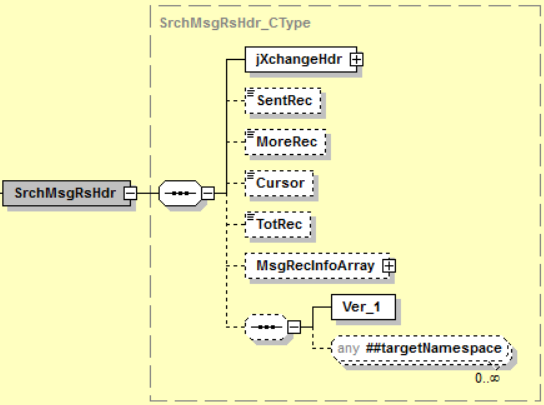 SrchMsgRsHdr_CType
jXchangeHdr
SentRec
MoreRec
SrchMsgRsHdr
Cursor
TotRec
MsgRecInfoArray
Ver_1
any ##targetNamespace
0..∞